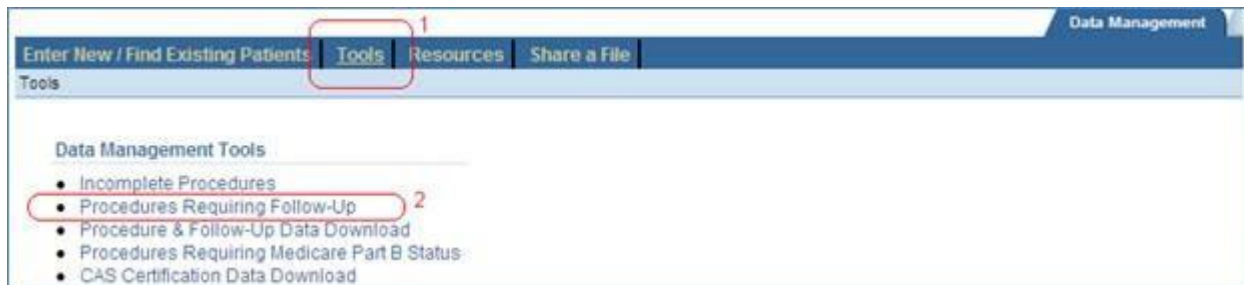 1
Data Management
Enter New / Find Existing Patients Tools Resources Share a File
Tools
Data Management Tools
• Incomplete Procedures
• Procedures Requiring Follow-Up 2
• Procedure & Follow-Up Data Download
• Procedures Requiring Medicare Part B Status
• CAS Certification Data Download